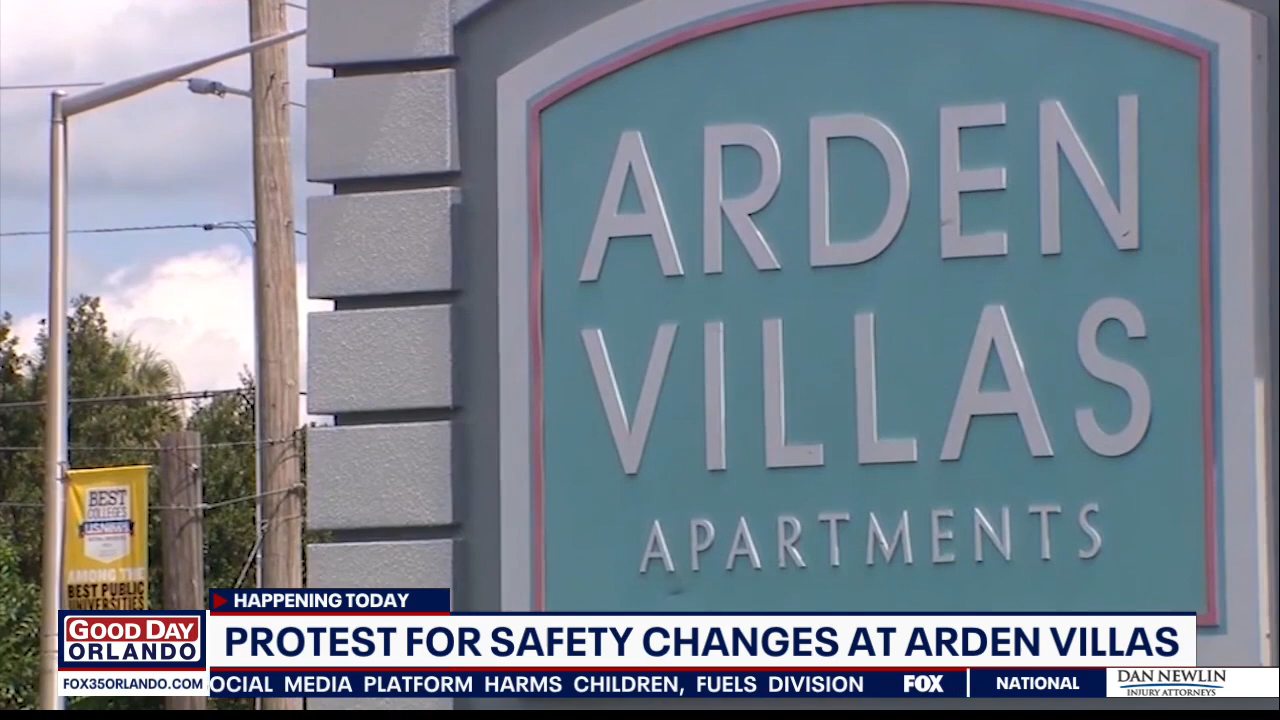 ARDEN
VILLAS
APARTMENTS
BEST
COLLEGES
AMONG THE
BEST PUBLIC
UNIVERSITIES
HAPPENING TODAY
GOOD DAY
ORLANDO
PROTEST FOR SAFETY CHANGES AT ARDEN VILLAS
FOX35ORLANDO.COM
OCIAL MEDIA PLATFORM HARMS CHILDREN, FUELS DIVISION
FOX
NATIONAL
DAN NEWLIN
INJURY ATTORNEYS